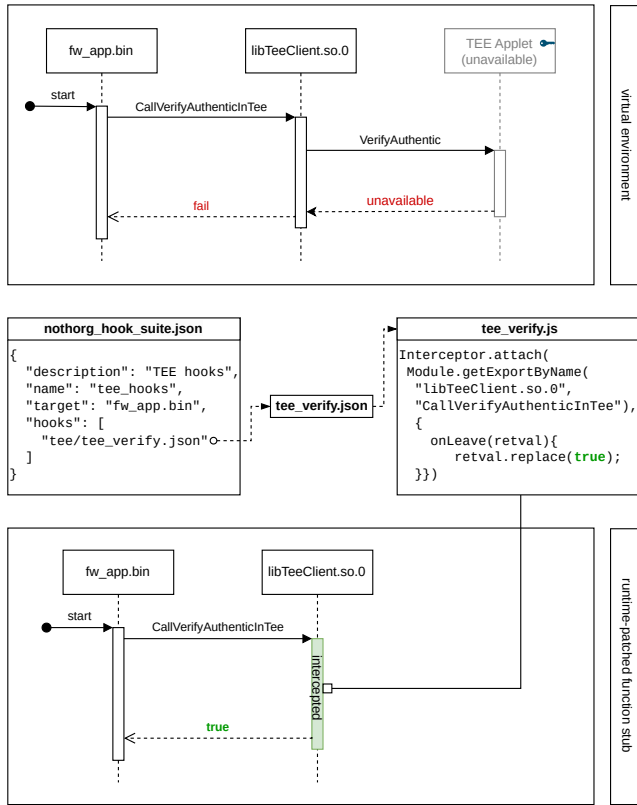 fw_app.bin
libTeeClient.so.0
TEE Applet
(unavailable)
start
CallVerifyAuthenticInTee
VerifyAuthentic
fail
unavailable
virtual environment
nothorg_hook_suite.json
{
"description": "TEE hooks",
"name": "tee_hooks",
"target": "fw_app.bin",
"hooks": [
"tee/tee_verify.json"
]
}
tee_verify.json
tee_verify.js
Interceptor.attach(
Module.getExportByName(
"libTeeClient.so.0",
"CallVerifyAuthenticInTee"),
{
onLeave(retval){
retval.replace(true);
}})
fw_app.bin
libTeeClient.so.0
start
CallVerifyAuthenticInTee
intercepted
true
runtime-patched function stub